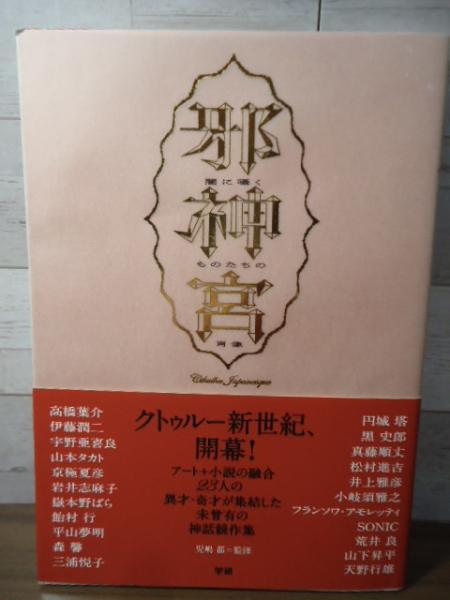 邪
闇に囁く
神
ものたちの
宮
肖像
Cthulhu Japanesque
高橋葉介
伊藤潤二
宇野亜喜良
山本タカト
京極夏彦
岩井志麻子
嶽本野ばら
飴村 行
平山夢明
森 馨
三浦悦子
クトゥルー新世紀、
開幕!
アート+小説の融合
23人の
異才・奇才が集結した
未曾有の
神話競作集
児嶋 都=監修
学研
円城 塔
黒 史郎
真藤順丈
松村進吉
井上雅彦
小岐須雅之
フランソワ・アモレッティ
SONIC
荒井 良
山下昇平
天野行雄